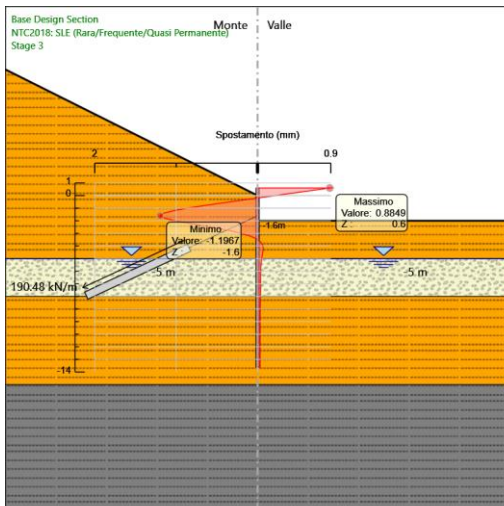 Base Design Section
NTC2018: SLE (Rara/Frequente/Quasi Permanente)
Stage 3
Monte
Valle
Spostamento (mm)
2
0.9
1
0
Massimo
Valore: 0.8849
Z : 0.6
Minimo
Valore: -1.1967
Z : -1.6
-1.6m
-5 m
-5 m
190.48 kN/m
-14